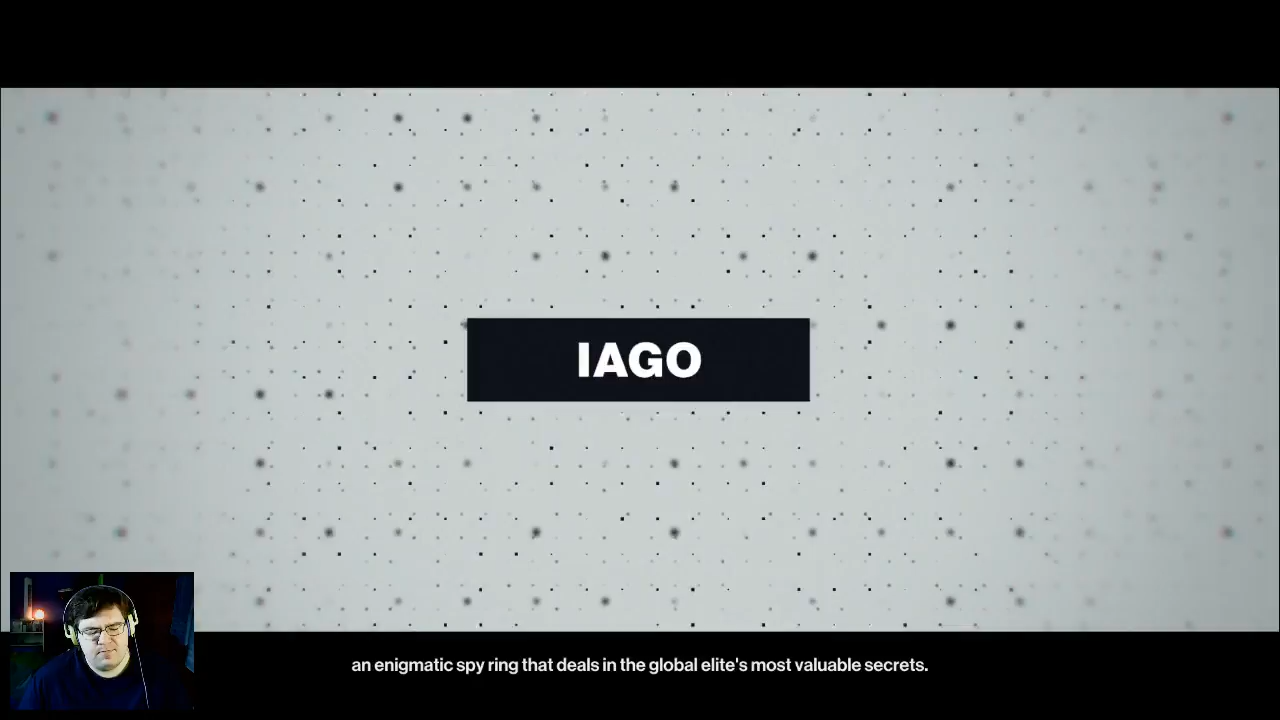 IAGO
an enigmatic spy ring that deals in the global elite's most valuable secrets.